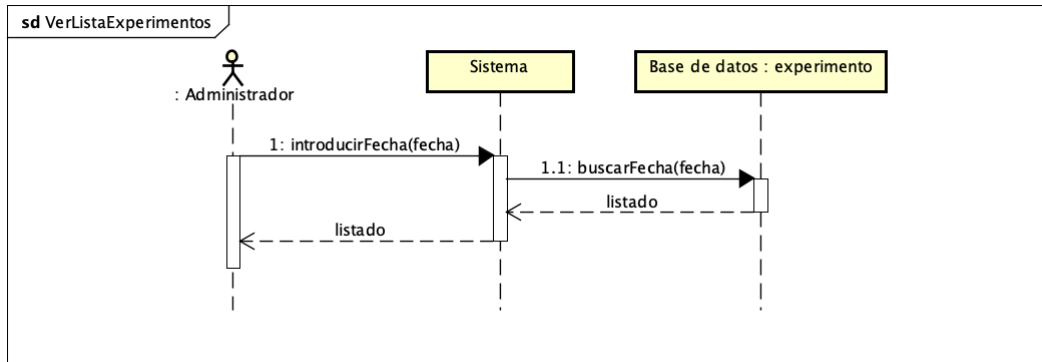 sd VerListaExperimentos
: Administrador
Sistema
Base de datos : experimento
1: introducirFecha(fecha)
1.1: buscarFecha(fecha)
listado
listado